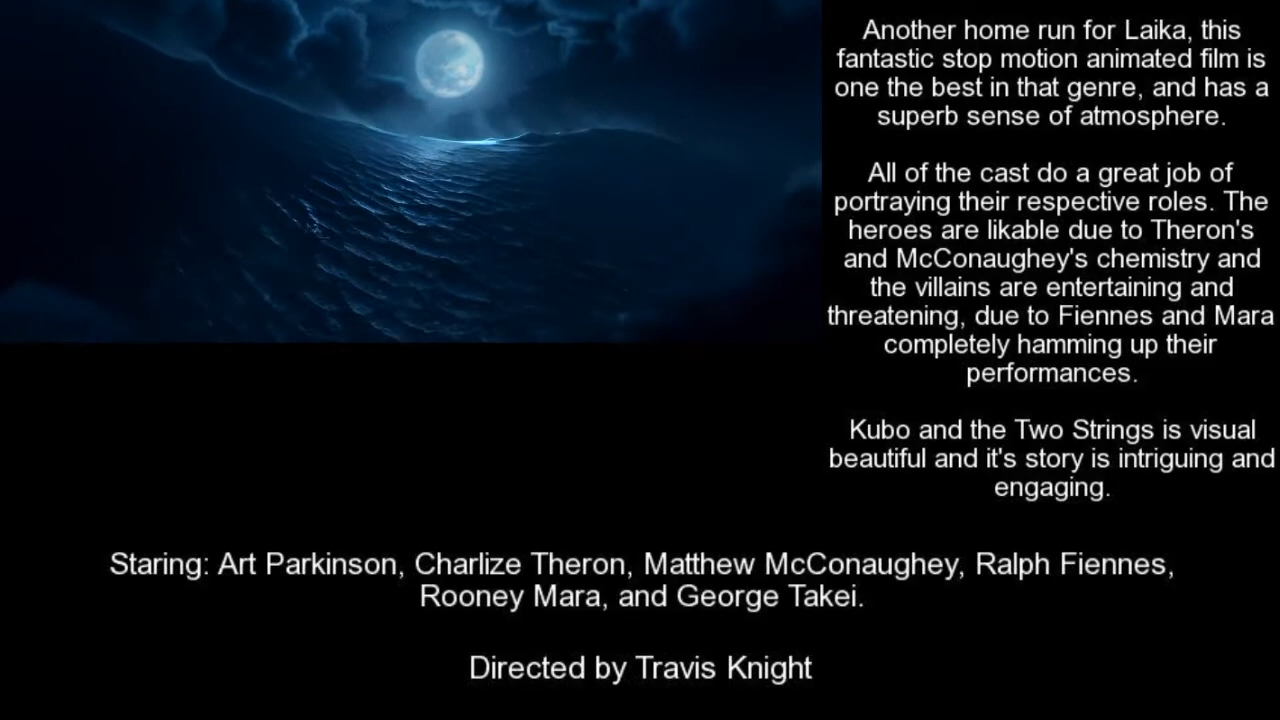 Another home run for Laika, this
fantastic stop motion animated film is
one the best in that genre, and has a
superb sense of atmosphere.
All of the cast do a great job of
portraying their respective roles. The
heroes are likable due to Theron's
and McConaughey's chemistry and
the villains are entertaining and
threatening, due to Fiennes and Mara
completely hamming up their
performances.
Kubo and the Two Strings is visual
beautiful and it's story is intriguing and
engaging.
Staring: Art Parkinson, Charlize Theron, Matthew McConaughey, Ralph Fiennes,
Rooney Mara, and George Takei.
Directed by Travis Knight